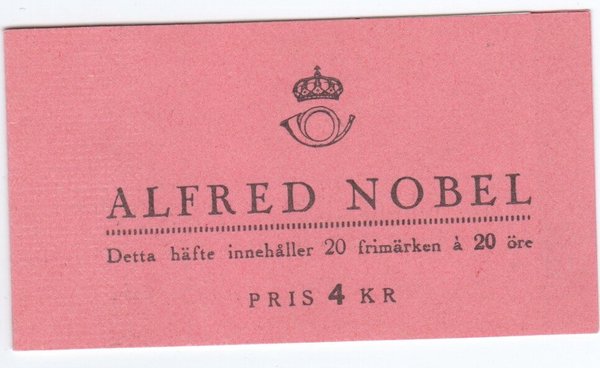 ALFRED NOBEL
Detta häfte innehåller 20 frimärken à 20 öre
PRIS 4 KR